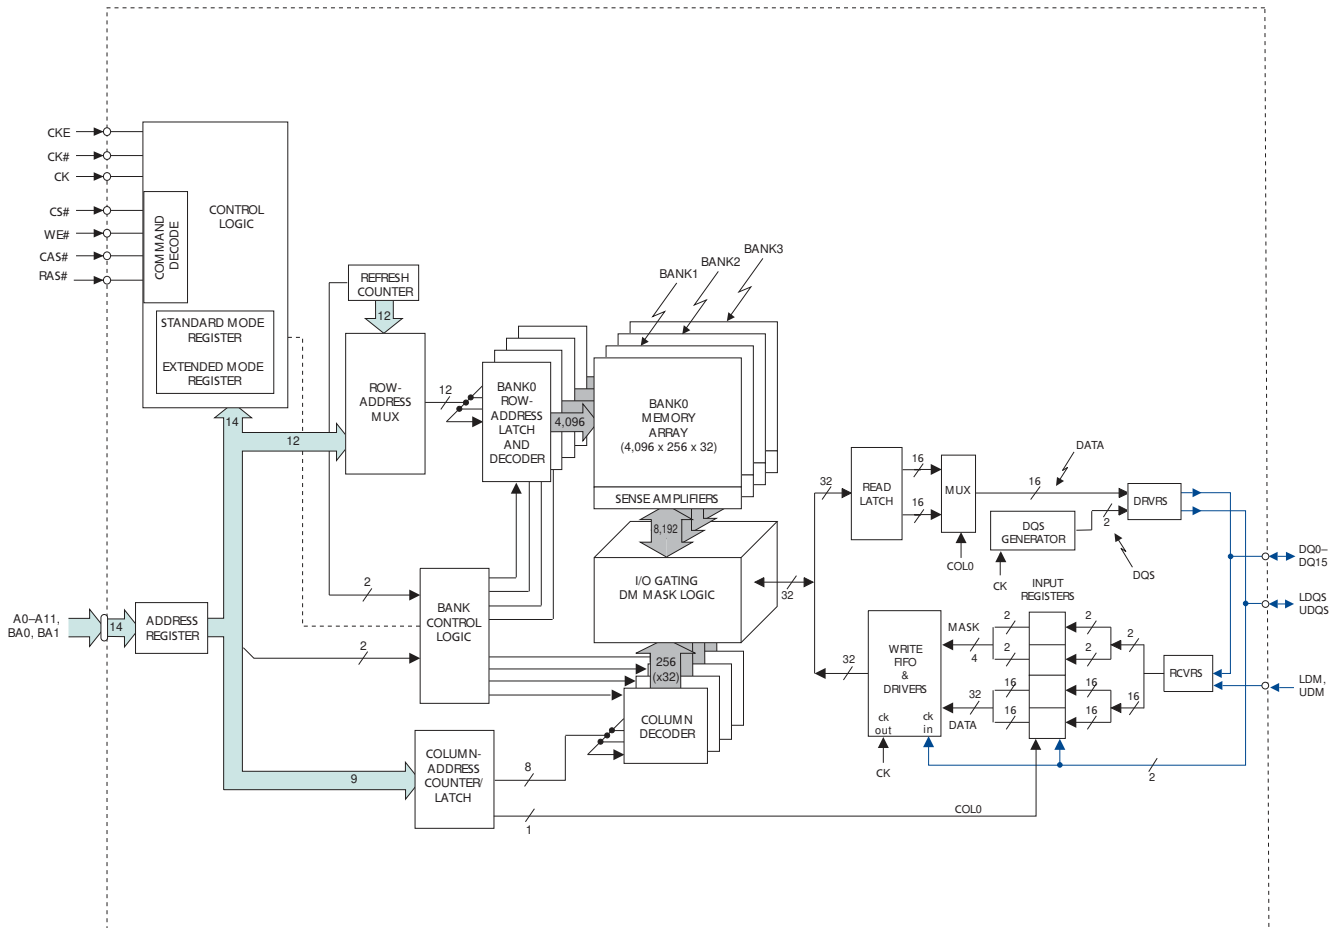 CKE
CK#
CK
CS#
WE#
CAS#
RAS#
COMMAND
DECODE
CONTROL
LOGIC
STANDARD MODE
REGISTER
EXTENDED MODE
REGISTER
REFRESH
COUNTER
12
ROW-
ADDRESS
MUX
12
14
12
BANK0
ROW-
ADDRESS
LATCH
AND
DECODER
4,096
BANK1
BANK2
BANK3
BANK0
MEMORY
ARRAY
(4,096 x 256 x 32)
SENSE AMPLIFIERS
8,192
I/O GATING
DM MASK LOGIC
32
A0–A11,
BA0, BA1
14
ADDRESS
REGISTER
2
2
BANK
CONTROL
LOGIC
256
(x32)
COLUMN
DECODER
9
COLUMN-
ADDRESS
COUNTER/
LATCH
8
1
COL0
32
READ
LATCH
16
16
MUX
COL0
16
DATA
DQS
GENERATOR
CK
2
DQS
DRVRS
DQ0–
DQ15
LDQS
UDQS
LDM,
UDM
INPUT
REGISTERS
32
WRITE
FIFO
&
DRIVERS
ck
out
ck
in
CK
MASK
4
32
DATA
2
2
16
16
2
2
16
16
2
16
RCVRS
2